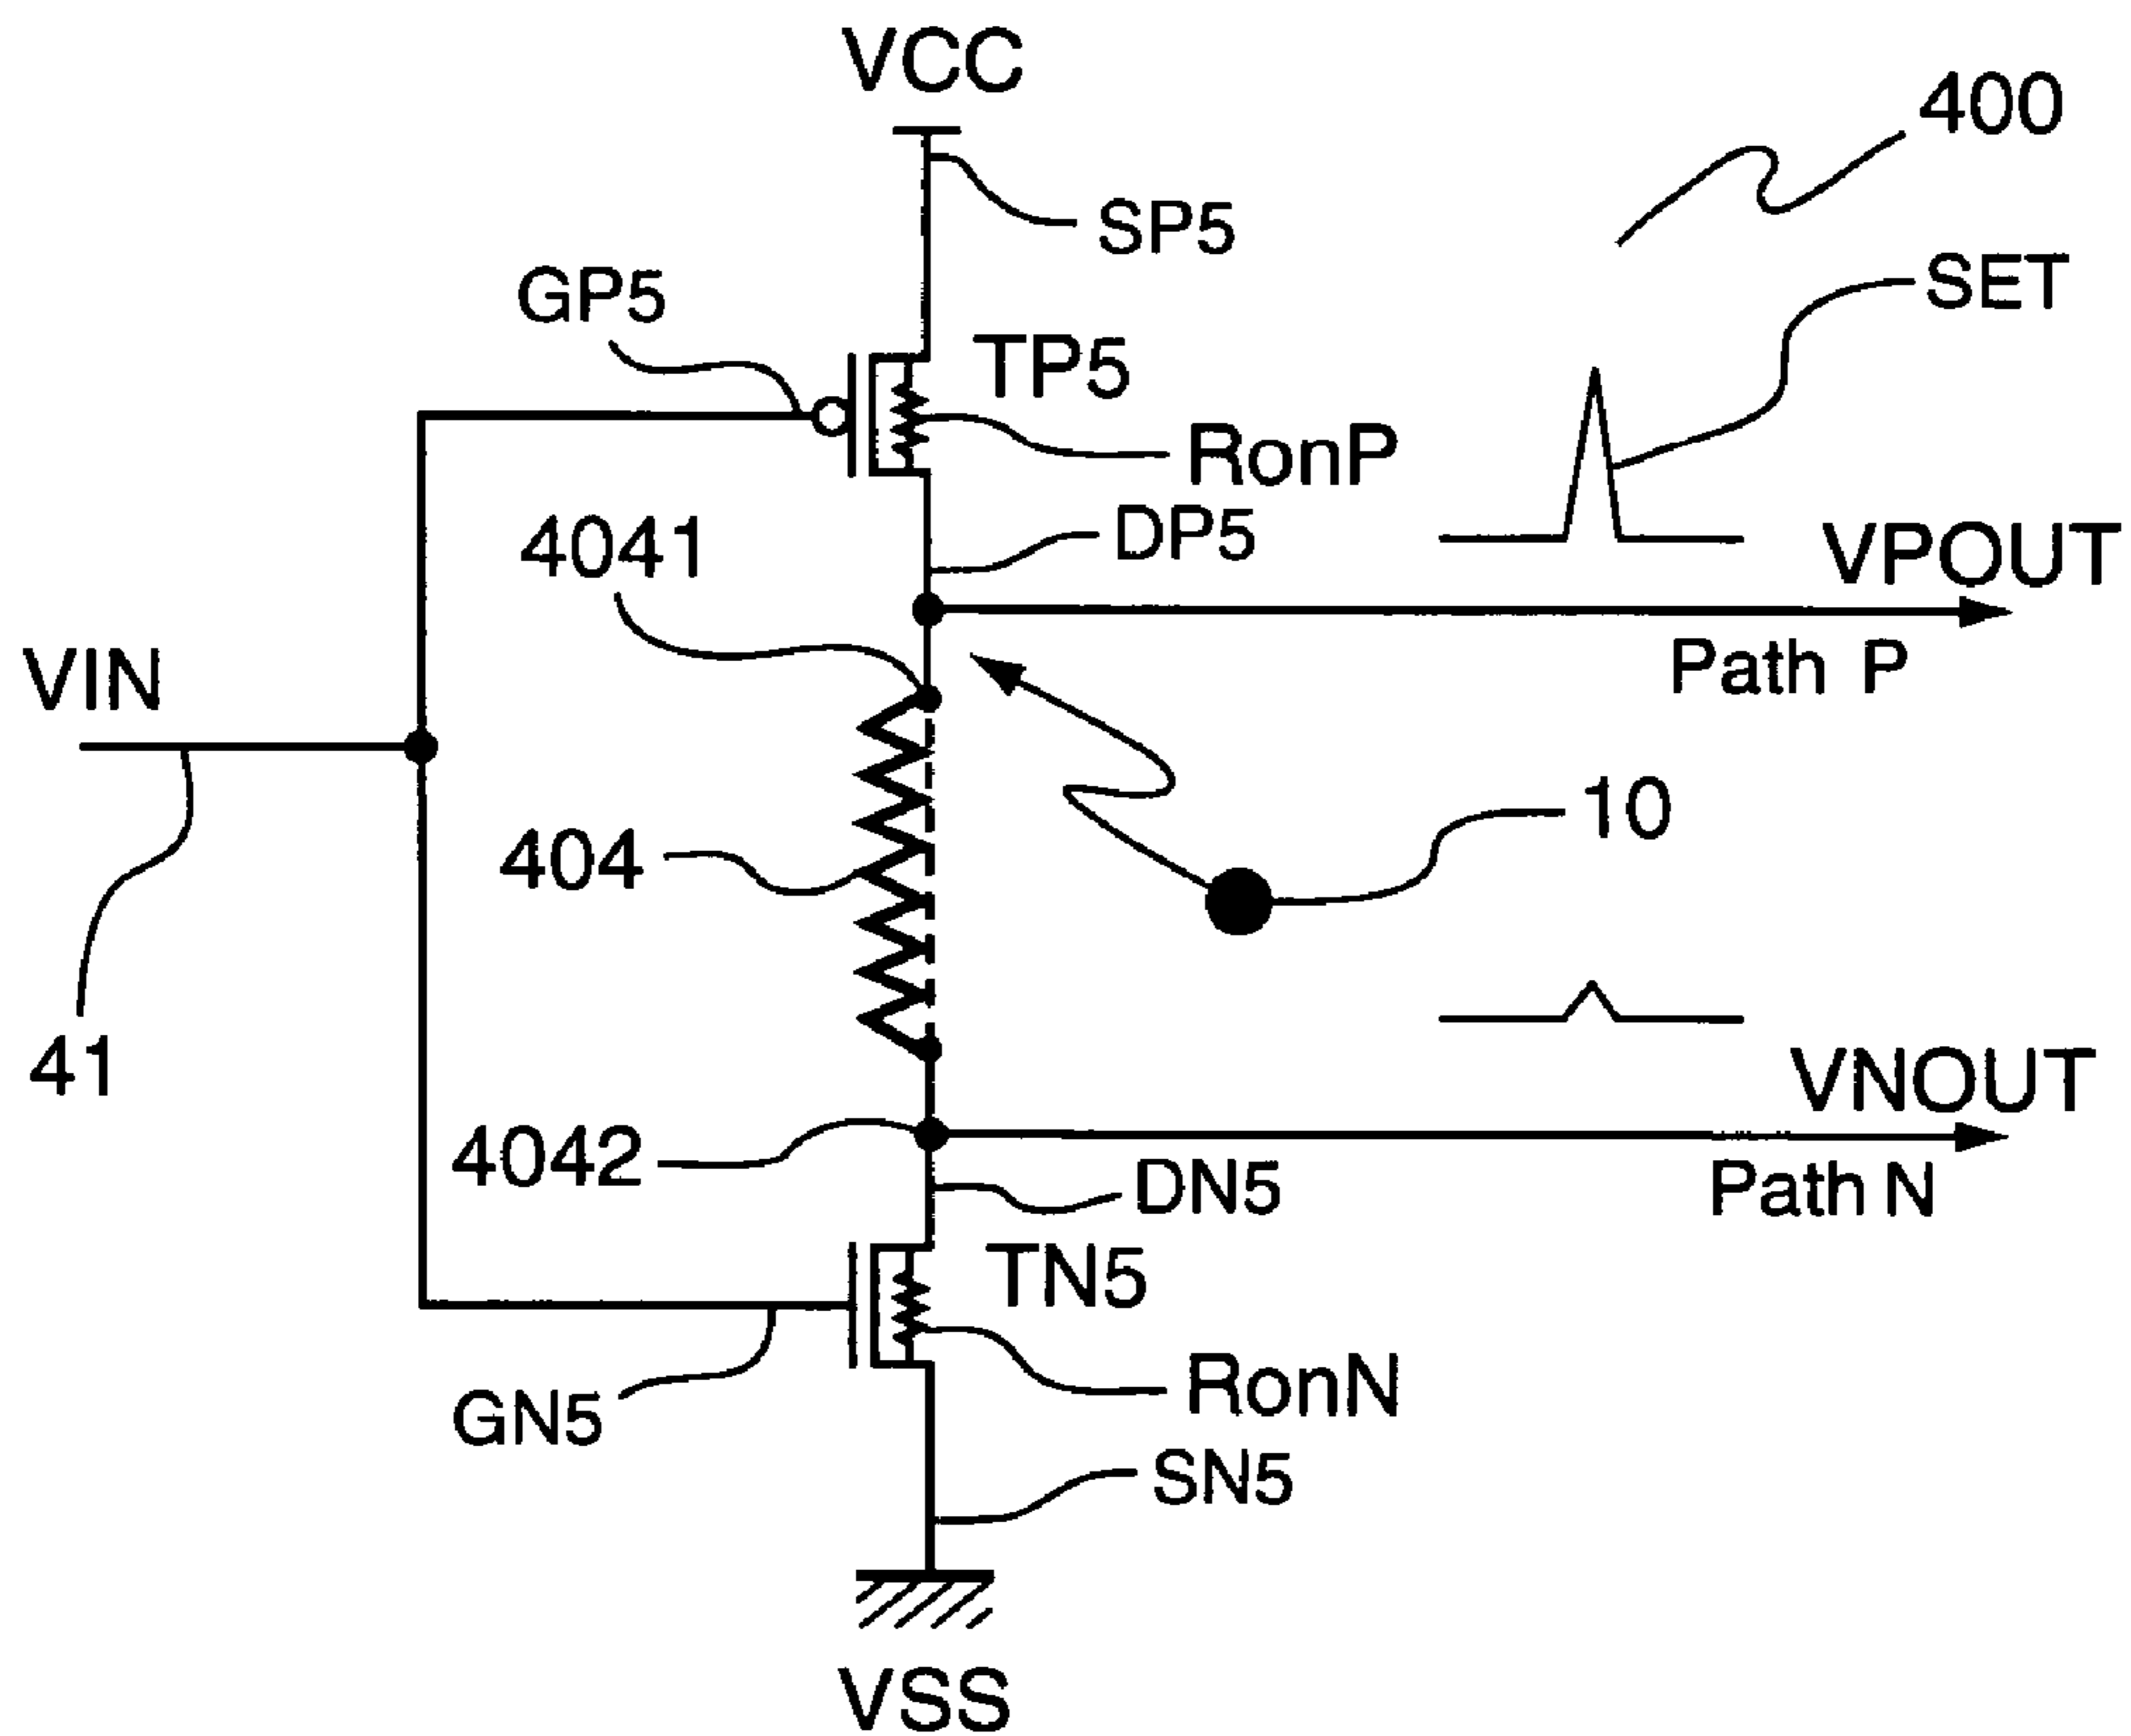 VCC
400
SP5
SET
GP5
TP5
RonP
DP5
4041
VPOUT
Path P
VIN
10
404
41
VNOUT
4042
DN5
Path N
TN5
RonN
GN5
SN5
VSS